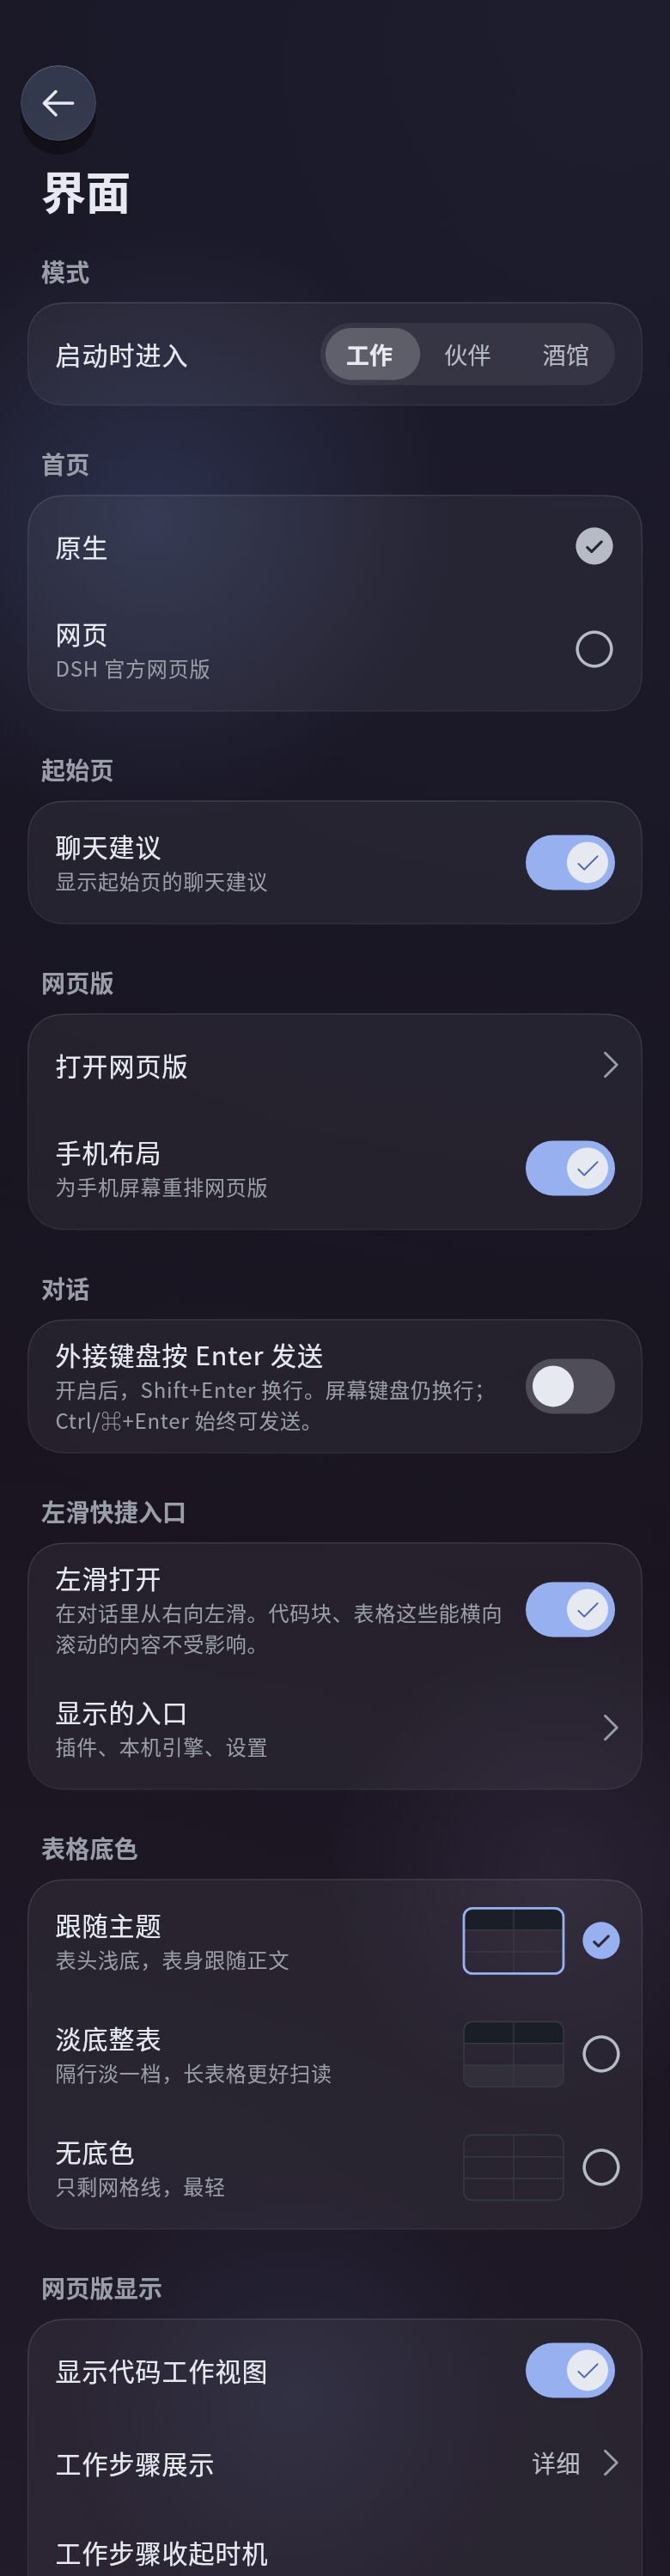 界面
模式
启动时进入
工作
伙伴
酒馆
首页
原生
网页
DSH 官方网页版
起始页
聊天建议
显示起始页的聊天建议
网页版
打开网页版
手机布局
为手机屏幕重排网页版
对话
外接键盘按 Enter 发送
开启后，Shift+Enter 换行。屏幕键盘仍换行；
Ctrl/⌘+Enter 始终可发送。
左滑快捷入口
左滑打开
在对话里从右向左滑。代码块、表格这些能横向
滚动的内容不受影响。
显示的入口
插件、本机引擎、设置
表格底色
跟随主题
表头浅底，表身跟随正文
淡底整表
隔行淡一档，长表格更好扫读
无底色
只剩网格线，最轻
网页版显示
显示代码工作视图
工作步骤展示
详细
工作步骤收起时机